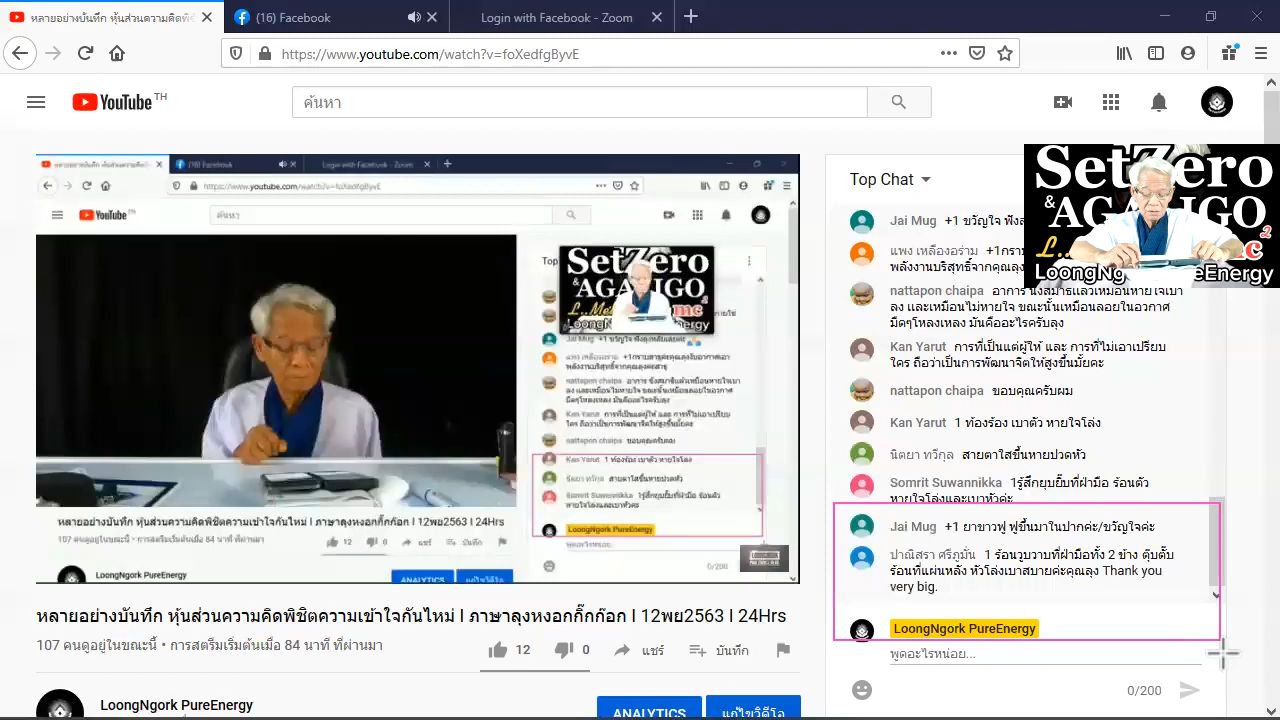 หลายอย่างบันทึก หุ้นส่วนความคิดพิ
(16) Facebook
Login with Facebook - Zoom
https://www.youtube.com/watch?v=foXedfgByvE
YouTube TH
ค้นหา
Top Chat
SetZero
& AGAligo
LoongNg
Jai Mug +1 ขวัญใจ ฟัง
แพง เหลืองอร่าม +1กราบ
พลังงานบริสุทธิ์จากคุณลุง
nattapon chaipa อาการ นั่งสมาธิแล้วเหมือนหายใจเบา
ลง และเหมือนไม่หายใจ ขณะนั้นเหมือนลอยในอวกาศ
มืดๆโหลงเหลง มันคืออะไรครับลุง
Kan Yarut การที่เป็นแต่ผู้ให้ และ การที่ไม่เอาเปรียบ
ใคร ถือว่าเป็นการพัฒนาจิตให้สูงขึ้นมั้ยคะ
nattapon chaipa ขอบคุณครับผม
Kan Yarut 1 ท้องร้อง เบาตัว หายใจโล่ง
นิตยา ทวีกุล สายตาใสขึ้นหายปวดหัว
Somrit Suwannikka 1รู้สึกยุบยิ๊บที่ฝ่ามือ ร้อนตัว
หายใจโล่งและเบาหัวค่ะ
Jai Mug +1 ยาขาวฟุ้งขึ้นมาในปากค่ะ/ขวัญใจค่ะ
ปาณิสรา ศรีภูมัน 1 ร้อนวูบวาบที่ฝ่ามือทั้ง 2 ข้าง ตุ๊บตั๊บ
ร้อนที่แผ่นหลัง หัวโล่งเบาสบายค่ะคุณลุง Thank you
very big.
LoongNgork PureEnergy
พูดอะไรหน่อย...
0/200
หลายอย่างบันทึก หุ้นส่วนความคิดพิชิตความเข้าใจกันไหม่ I ภาษาลุงหงอกกิ๊กก๊อก I 12พย2563 I 24Hrs
107 คนดูอยู่ในขณะนี้ • การสตรีมเริ่มต้นเมื่อ 84 นาที ที่ผ่านมา
12
0
แชร์
บันทึก
LoongNgork PureEnergy
ANALYTICS
แก้ไขวิดีโอ